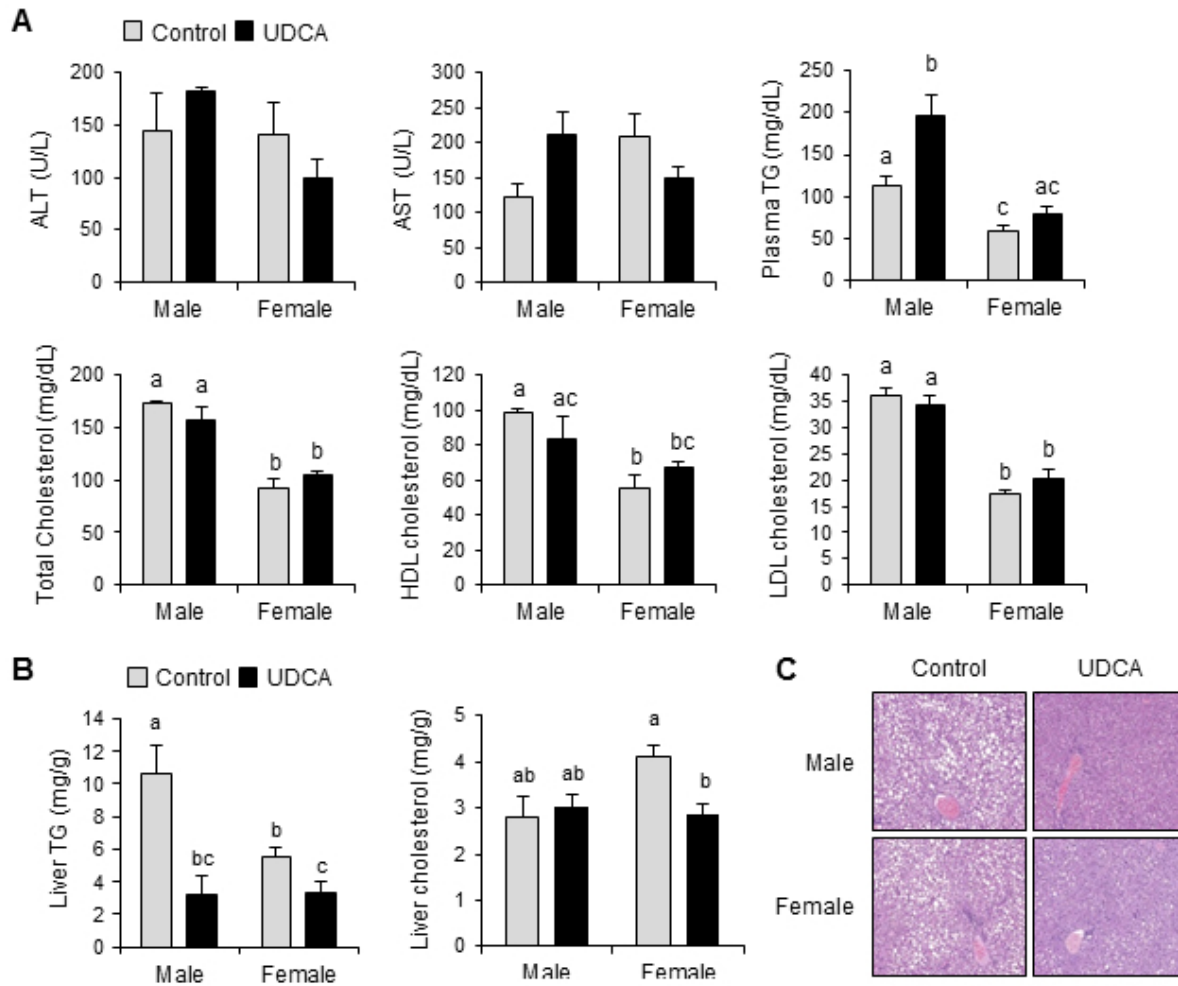 A
Control UDCA
ALT (U/L)
200
150
100
50
0
Male Female
AST (U/L)
300
250
200
150
100
50
0
Male Female
Plasma TG (mg/dL)
250
200
150
100
50
0
a b c ac
Male Female
Total Cholesterol (mg/dL)
200
150
100
50
0
a a b b
Male Female
HDL cholesterol (mg/dL)
120
100
80
60
40
20
0
a ac b bc
Male Female
LDL cholesterol (mg/dL)
40
35
30
25
20
15
10
5
0
a a b b
Male Female
B
Control UDCA
Liver TG (mg/g)
14
12
10
8
6
4
2
0
a bc b c
Male Female
Liver cholesterol (mg/g)
5
4
3
2
1
0
ab ab a b
Male Female
C
Control UDCA
Male
Female